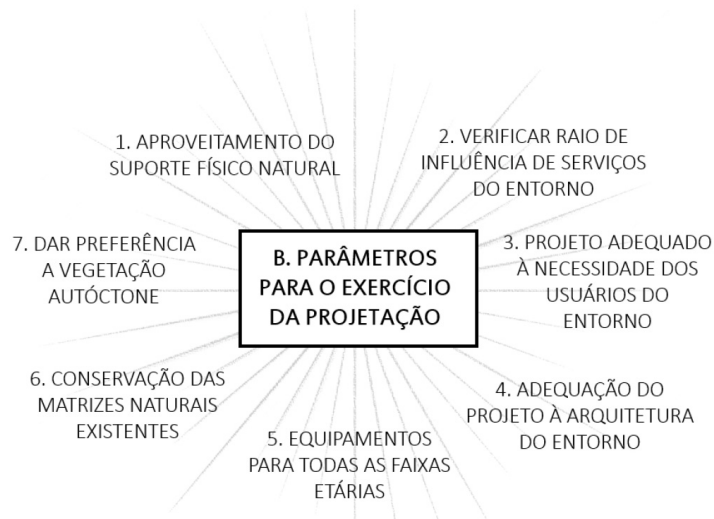 1. APROVEITAMENTO DO
SUPORTE FÍSICO NATURAL
2. VERIFICAR RAIO DE
INFLUÊNCIA DE SERVIÇOS
DO ENTORNO
7. DAR PREFERÊNCIA
A VEGETAÇÃO
AUTÓCTONE
B. PARÂMETROS
PARA O EXERCÍCIO
DA PROJETAÇÃO
3. PROJETO ADEQUADO
À NECESSIDADE DOS
USUÁRIOS DO
ENTORNO
6. CONSERVAÇÃO DAS
MATRIZES NATURAIS
EXISTENTES
5. EQUIPAMENTOS
PARA TODAS AS FAIXAS
ETÁRIAS
4. ADEQUAÇÃO DO
PROJETO À ARQUITETURA
DO ENTORNO